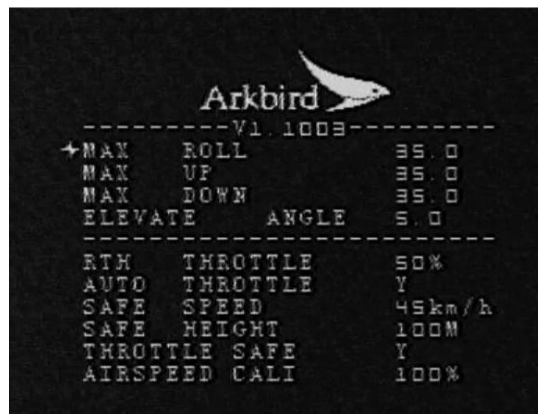 Arkbird
---------V1.1003---------
MAX ROLL 35.0
MAX UP 35.0
MAX DOWN 35.0
ELEVATE ANGLE 5.0
-------------------------
RTH THROTTLE 50%
AUTO THROTTLE Y
SAFE SPEED 45km/h
SAFE HEIGHT 100M
THROTTLE SAFE Y
AIRSPEED CALI 100%